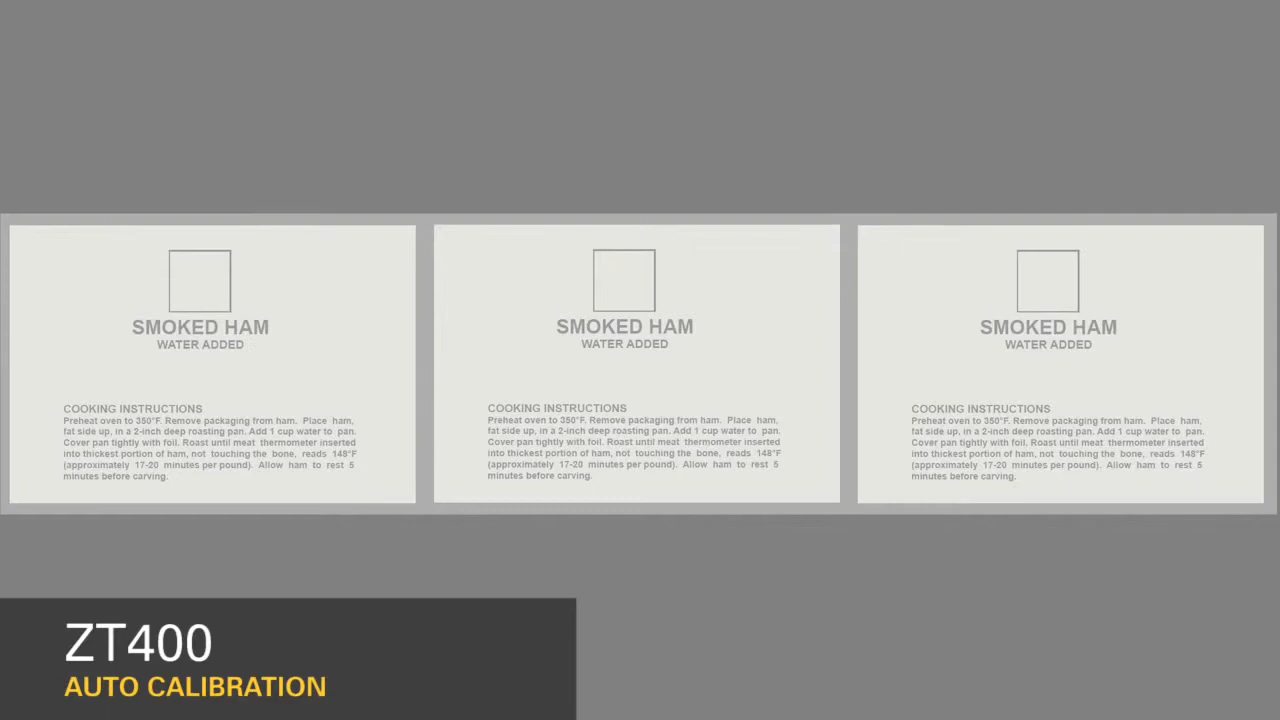 SMOKED HAM
WATER ADDED
COOKING INSTRUCTIONS
Preheat oven to 350°F. Remove packaging from ham. Place ham,
fat side up, in a 2-inch deep roasting pan. Add 1 cup water to pan.
Cover pan tightly with foil. Roast until meat thermometer inserted
into thickest portion of ham, not touching the bone, reads 148°F
(approximately 17-20 minutes per pound). Allow ham to rest 5
minutes before carving.
SMOKED HAM
WATER ADDED
COOKING INSTRUCTIONS
Preheat oven to 350°F. Remove packaging from ham. Place ham,
fat side up, in a 2-inch deep roasting pan. Add 1 cup water to pan.
Cover pan tightly with foil. Roast until meat thermometer inserted
into thickest portion of ham, not touching the bone, reads 148°F
(approximately 17-20 minutes per pound). Allow ham to rest 5
minutes before carving.
SMOKED HAM
WATER ADDED
COOKING INSTRUCTIONS
Preheat oven to 350°F. Remove packaging from ham. Place ham,
fat side up, in a 2-inch deep roasting pan. Add 1 cup water to pan.
Cover pan tightly with foil. Roast until meat thermometer inserted
into thickest portion of ham, not touching the bone, reads 148°F
(approximately 17-20 minutes per pound). Allow ham to rest 5
minutes before carving.
ZT400
AUTO CALIBRATION